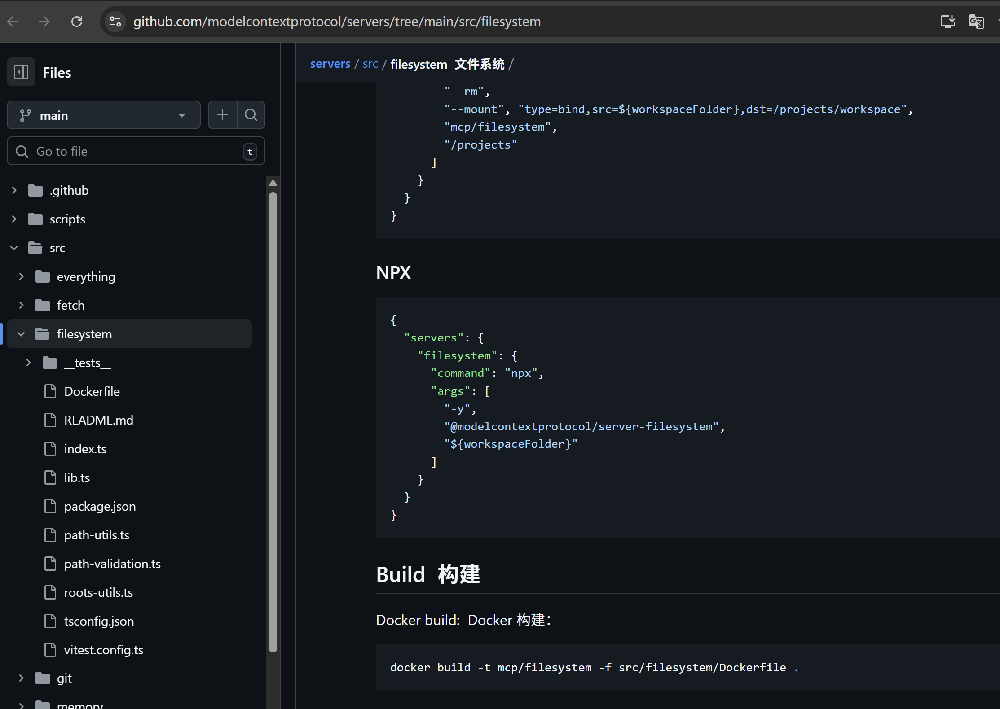 github.com/modelcontextprotocol/servers/tree/main/src/filesystem
Files
main
Go to file
t
.github
scripts
src
everything
fetch
filesystem
__tests__
Dockerfile
README.md
index.ts
lib.ts
package.json
path-utils.ts
path-validation.ts
roots-utils.ts
tsconfig.json
vitest.config.ts
git
memory
servers / src / filesystem 文件系统 /
"--rm",
"--mount", "type=bind,src=${workspaceFolder},dst=/projects/workspace",
"mcp/filesystem",
"/projects"
]
}
}
}
NPX
{
"servers": {
"filesystem": {
"command": "npx",
"args": [
"-y",
"@modelcontextprotocol/server-filesystem",
"${workspaceFolder}"
]
}
}
}
Build 构建
Docker build: Docker 构建：
docker build -t mcp/filesystem -f src/filesystem/Dockerfile .